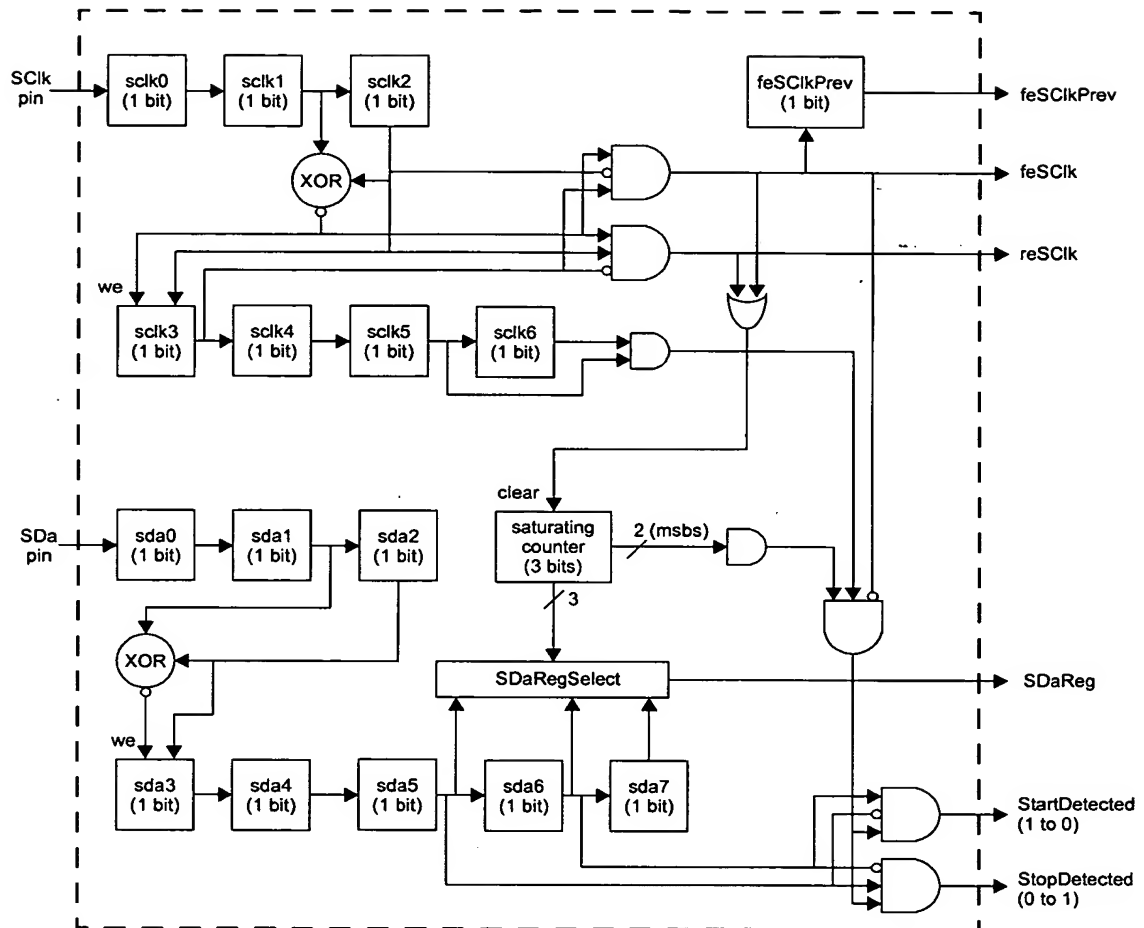 SClk
pin
sclk0
(1 bit)
sclk1
(1 bit)
sclk2
(1 bit)
feSClkPrev
(1 bit)
feSClkPrev
XOR
feSClk
reSClk
we
sclk3
(1 bit)
sclk4
(1 bit)
sclk5
(1 bit)
sclk6
(1 bit)
clear
SDa
pin
sda0
(1 bit)
sda1
(1 bit)
sda2
(1 bit)
saturating
counter
(3 bits)
2 (msbs)
3
XOR
SDaRegSelect
SDaReg
we
sda3
(1 bit)
sda4
(1 bit)
sda5
(1 bit)
sda6
(1 bit)
sda7
(1 bit)
StartDetected
(1 to 0)
StopDetected
(0 to 1)